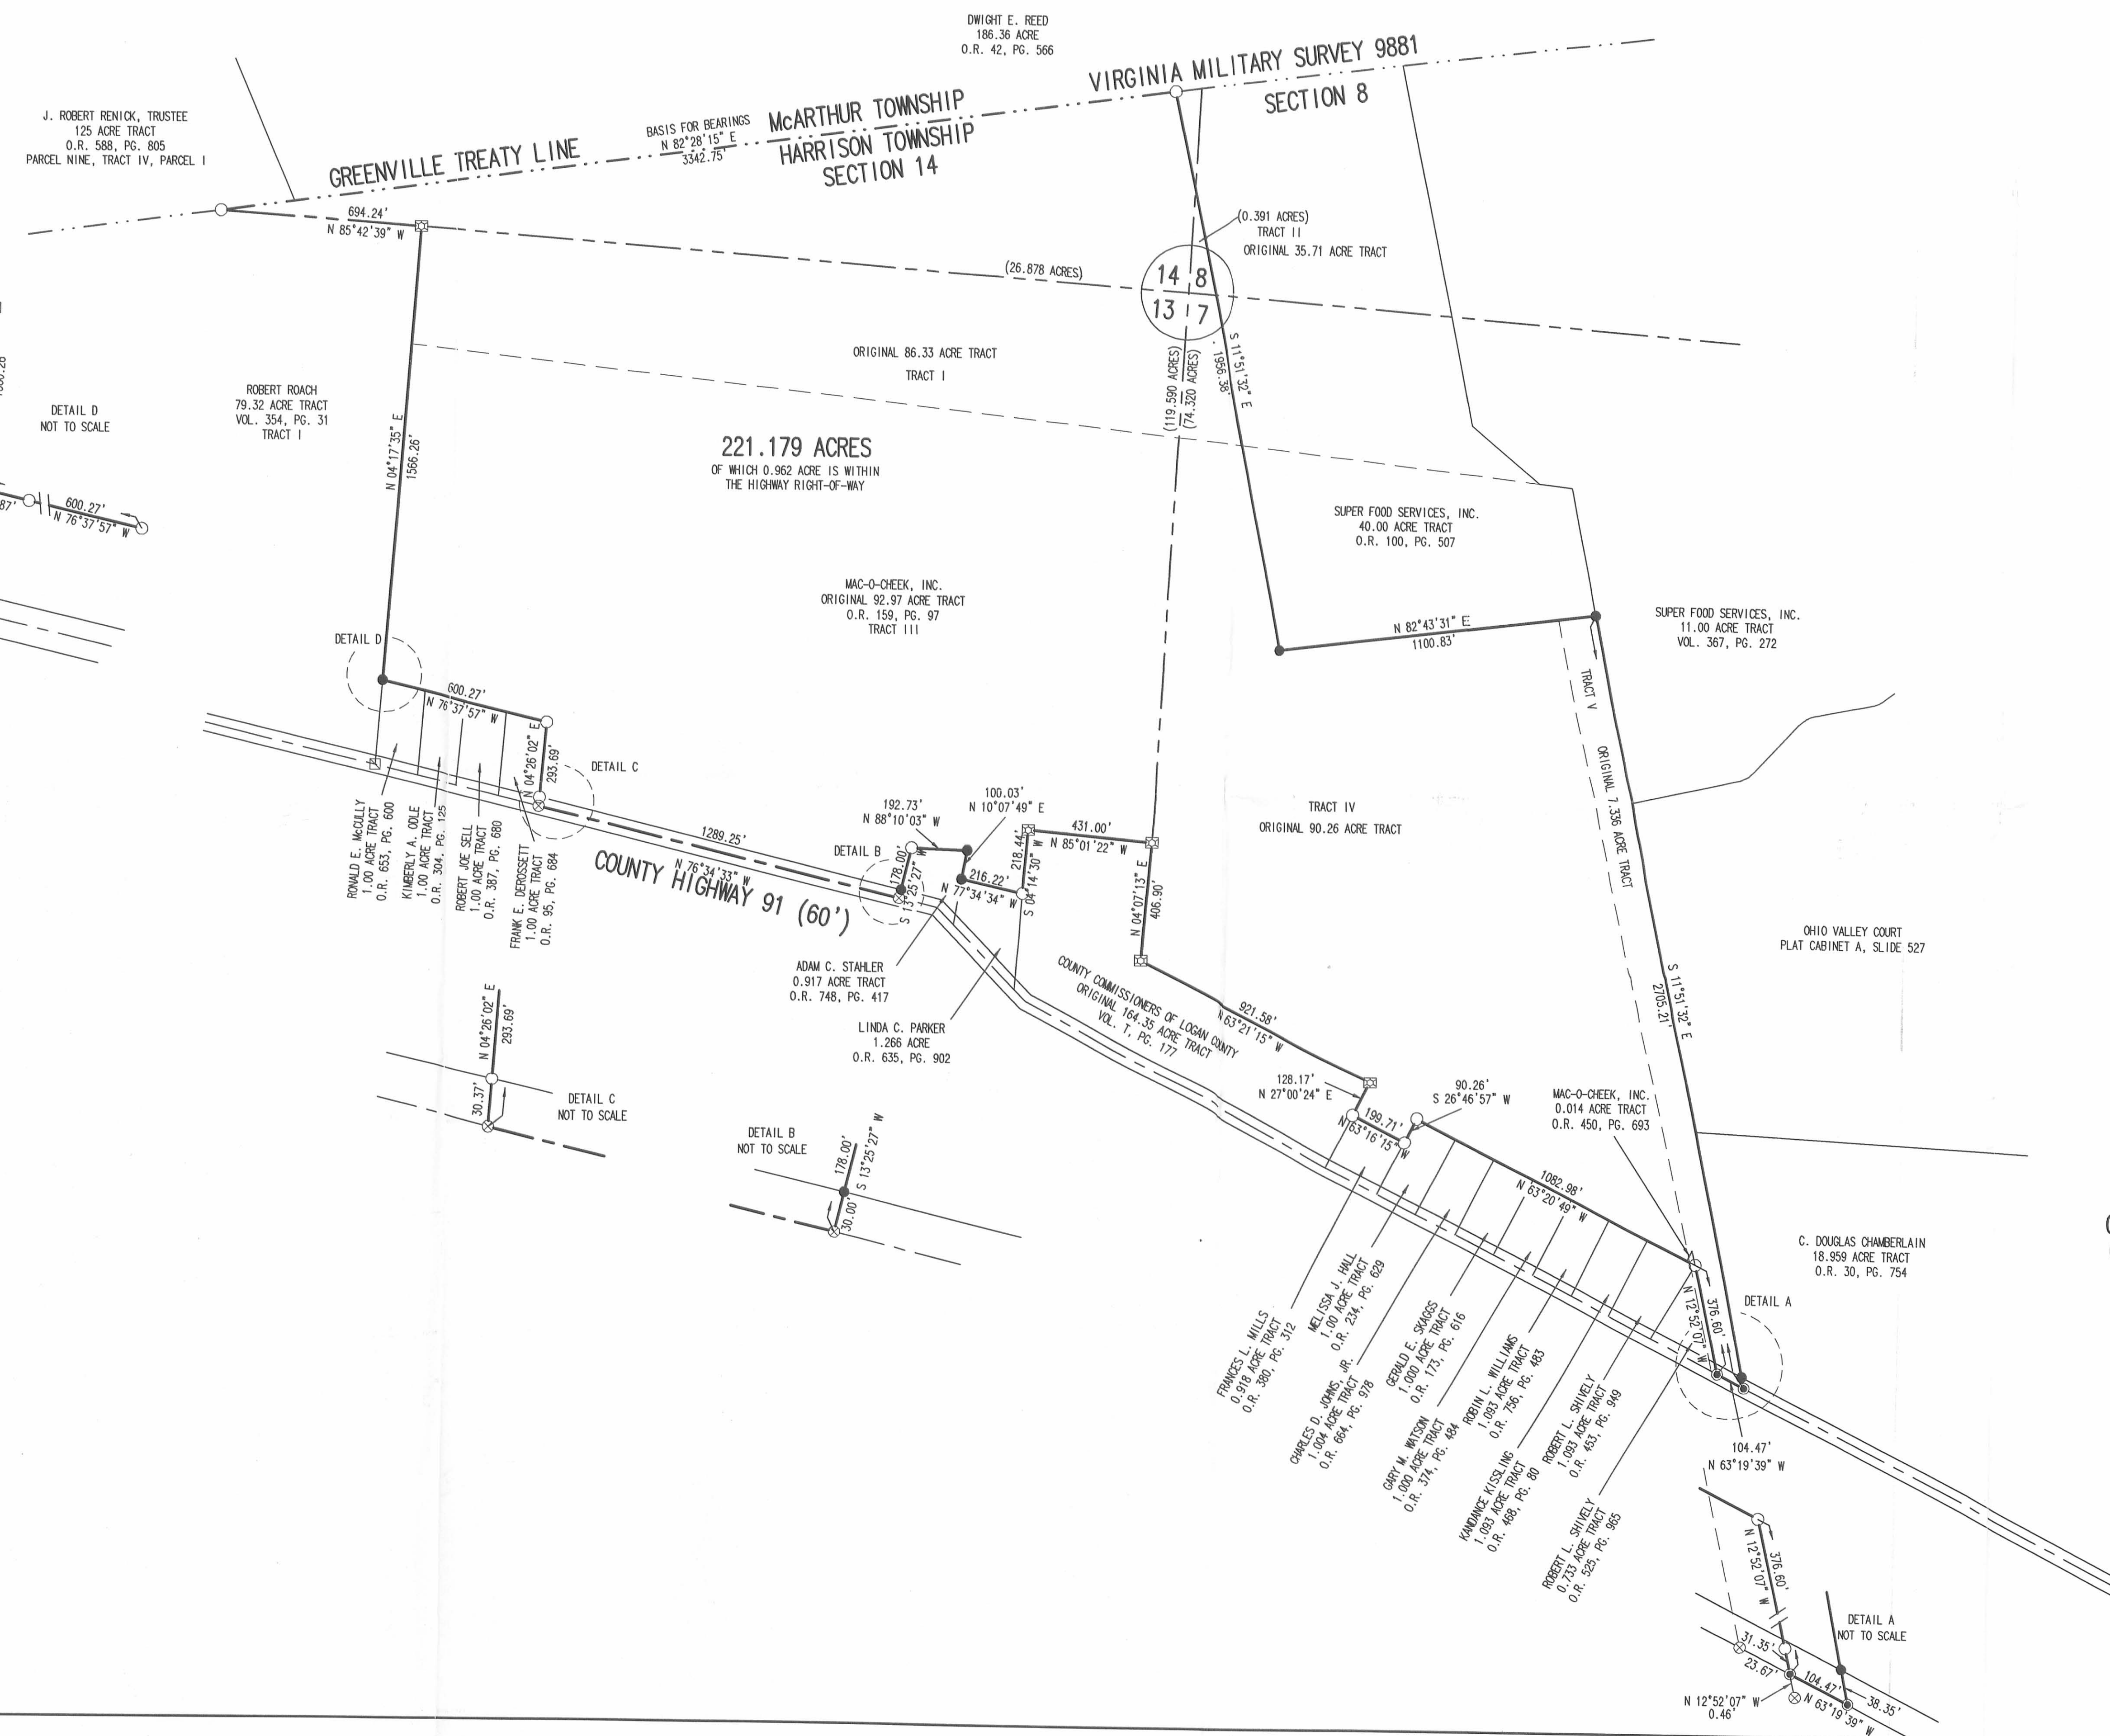 DWIGHT E. REED
186.36 ACRE
O.R. 42, PG. 566
VIRGINIA MILITARY SURVEY 9881
SECTION 8
J. ROBERT RENICK, TRUSTEE
125 ACRE TRACT
O.R. 588, PG. 805
PARCEL NINE, TRACT IV, PARCEL I
GREENVILLE TREATY LINE
BASIS FOR BEARINGS
N 82°28'15" E
3342.75'
McARTHUR TOWNSHIP
HARRISON TOWNSHIP
SECTION 14
694.24'
N 85°42'39" W
(0.391 ACRES)
TRACT II
ORIGINAL 35.71 ACRE TRACT
(26.878 ACRES)
14 8
13 7
S 11°51'32" E
1956.38'
(119.590 ACRES)
(74.320 ACRES)
ORIGINAL 86.33 ACRE TRACT
TRACT I
DETAIL D
NOT TO SCALE
ROBERT ROACH
79.32 ACRE TRACT
VOL. 354, PG. 31
TRACT I
N 04°17'35" E
1566.26'
221.179 ACRES
OF WHICH 0.962 ACRE IS WITHIN
THE HIGHWAY RIGHT-OF-WAY
87'
600.27'
N 76°37'57" W
SUPER FOOD SERVICES, INC.
40.00 ACRE TRACT
O.R. 100, PG. 507
MAC-O-CHEEK, INC.
ORIGINAL 92.97 ACRE TRACT
O.R. 159, PG. 97
TRACT III
N 82°43'31" E
1100.83'
SUPER FOOD SERVICES, INC.
11.00 ACRE TRACT
VOL. 367, PG. 272
DETAIL D
600.27'
N 76°37'57" W
TRACT V
ORIGINAL 7.336 ACRE TRACT
N 04°26'02" E
293.69'
DETAIL C
RONALD E. McCULLY
1.00 ACRE TRACT
O.R. 653, PG. 600
KIMBERLY A. ODLE
1.00 ACRE TRACT
O.R. 304, PG. 125
ROBERT JOE SELL
1.00 ACRE TRACT
O.R. 387, PG. 680
FRANK E. DEROSSETT
1.00 ACRE TRACT
O.R. 95, PG. 684
1289.25'
N 76°34'33" W
COUNTY HIGHWAY 91 (60')
DETAIL B
192.73'
N 88°10'03" W
100.03'
N 10°07'49" E
178.00'
S 13°25'27" W
216.22'
N 77°34'34" W
218.44'
S 04°14'30" W
431.00'
N 85°01'22" W
N 04°07'13" E
406.90'
TRACT IV
ORIGINAL 90.26 ACRE TRACT
OHIO VALLEY COURT
PLAT CABINET A, SLIDE 527
S 11°51'32" E
2705.21'
ADAM C. STAHLER
0.917 ACRE TRACT
O.R. 748, PG. 417
LINDA C. PARKER
1.266 ACRE
O.R. 635, PG. 902
COUNTY COMMISSIONERS OF LOGAN COUNTY
ORIGINAL 164.35 ACRE TRACT
VOL. T, PG. 177
921.58'
N 63°21'15" W
128.17'
N 27°00'24" E
199.71'
N 63°16'15" W
90.26'
S 26°46'57" W
MAC-O-CHEEK, INC.
0.014 ACRE TRACT
O.R. 450, PG. 693
1082.98'
N 63°20'49" W
N 04°26'02" E
293.69'
30.37'
DETAIL C
NOT TO SCALE
DETAIL B
NOT TO SCALE
178.00'
S 13°25'27" W
30.00'
C. DOUGLAS CHAMBERLAIN
18.959 ACRE TRACT
O.R. 30, PG. 754
N 12°52'07" W
376.60'
DETAIL A
FRANCES L. MILLS
0.918 ACRE TRACT
O.R. 380, PG. 312
MELISSA J. HALL
1.00 ACRE TRACT
O.R. 234, PG. 629
CHARLES D. JOHNS, JR.
1.004 ACRE TRACT
O.R. 664, PG. 978
GERALD E. SKAGGS
1.000 ACRE TRACT
O.R. 173, PG. 616
GARY M. WATSON
1.000 ACRE TRACT
O.R. 374, PG. 484
ROBIN L. WILLIAMS
1.093 ACRE TRACT
O.R. 756, PG. 483
KANDANCE KISSLING
1.093 ACRE TRACT
O.R. 468, PG. 80
ROBERT L. SHIVELY
1.093 ACRE TRACT
O.R. 453, PG. 949
ROBERT L. SHIVELY
0.733 ACRE TRACT
O.R. 525, PG. 965
104.47'
N 63°19'39" W
N 12°52'07" W
376.60'
DETAIL A
NOT TO SCALE
31.35'
23.67'
104.47'
N 63°19'39" W
38.35'
N 12°52'07" W
0.46'